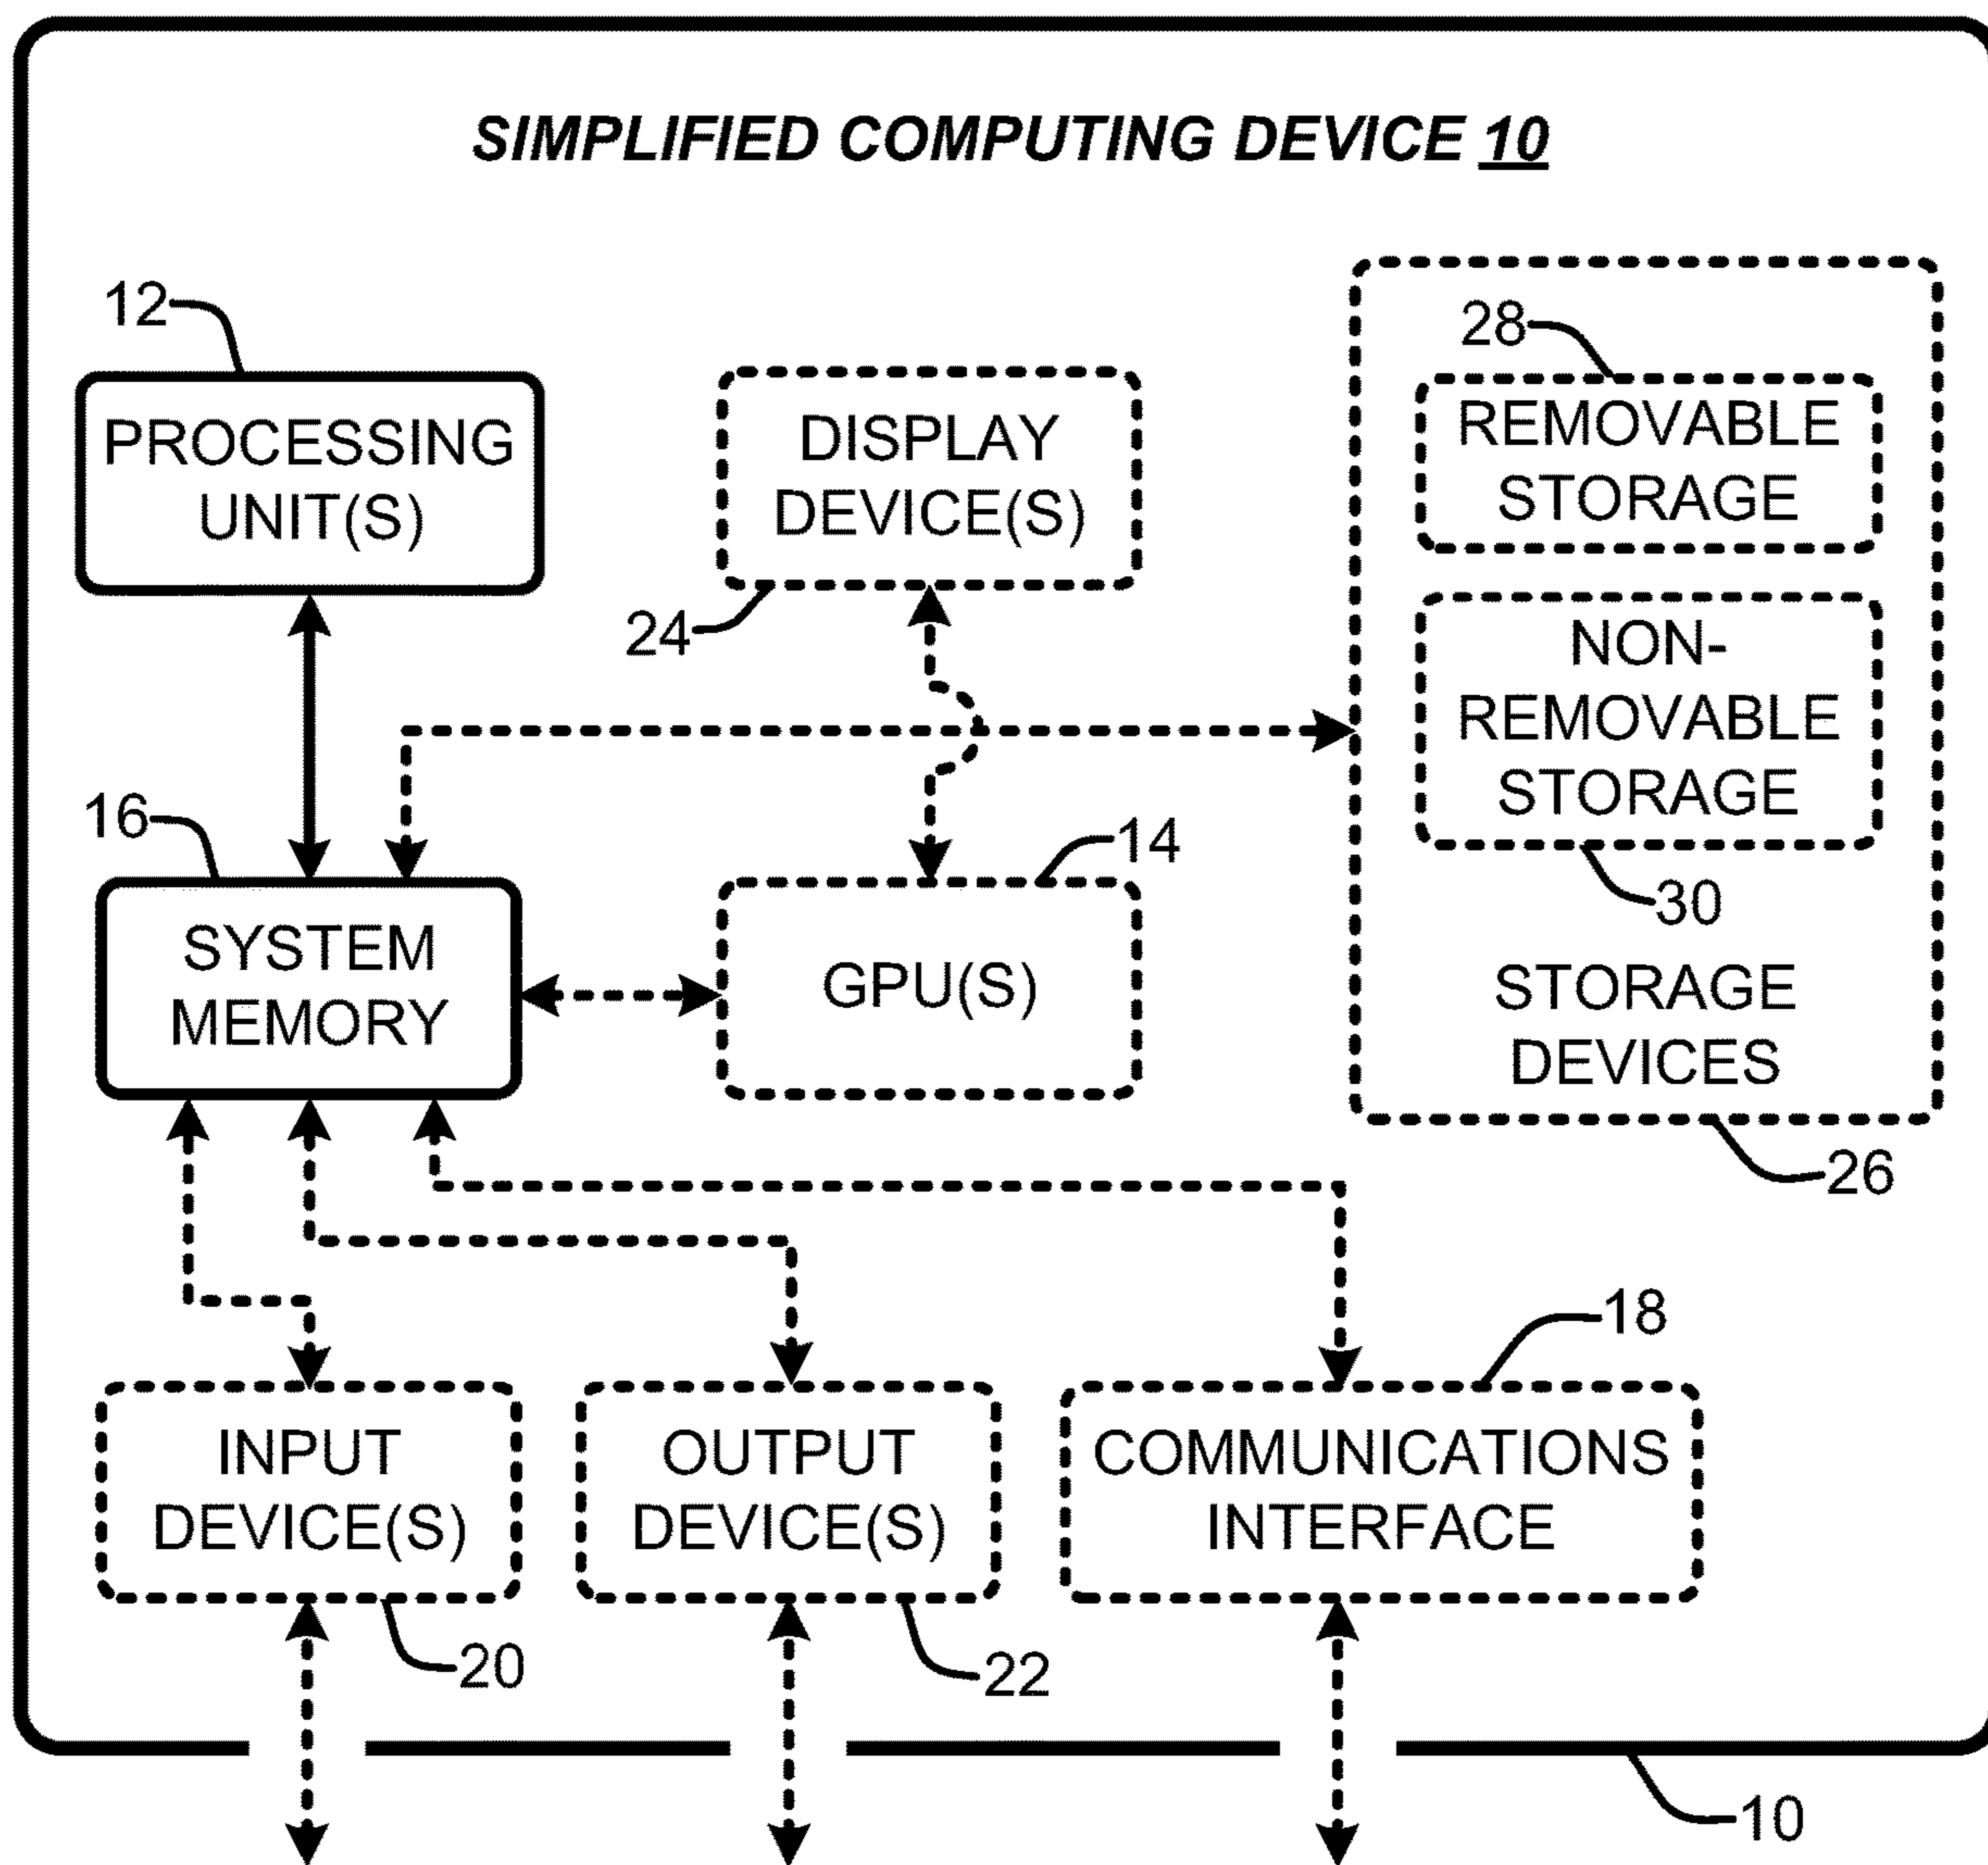 SIMPLIFIED COMPUTING DEVICE 10
12
PROCESSING
UNIT(S)
DISPLAY
DEVICE(S)
24
28
REMOVABLE
STORAGE
NON-
REMOVABLE
STORAGE
30
STORAGE
DEVICES
26
16
SYSTEM
MEMORY
14
GPU(S)
18
INPUT
DEVICE(S)
20
OUTPUT
DEVICE(S)
22
COMMUNICATIONS
INTERFACE
10